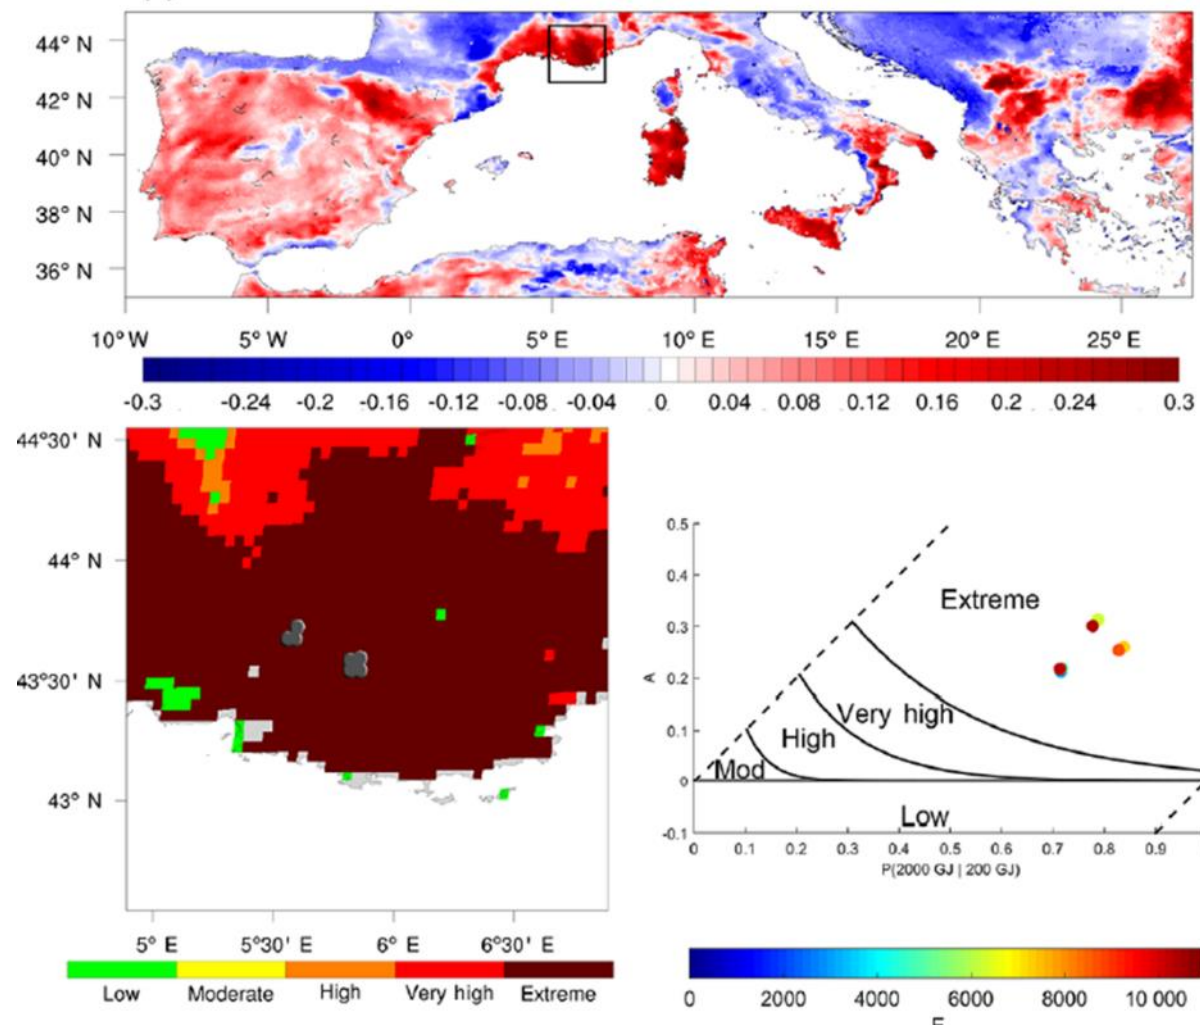 44° N
42° N
40° N
38° N
36° N
10° W 5° W 0° 5° E 10° E 15° E 20° E 25° E
-0.3 -0.24 -0.2 -0.16 -0.12 -0.08 -0.04 0 0.04 0.08 0.12 0.16 0.2 0.24 0.3
44°30' N
44° N
43°30' N
43° N
5° E 5°30' E 6° E 6°30' E
Low Moderate High Very high Extreme
0.5
0.4
0.3
0.2
0.1
0
-0.1
A
Extreme
Very high
High
Mod
Low
0 0.1 0.2 0.3 0.4 0.5 0.6 0.7 0.8 0.9
P(2000 GJ | 200 GJ)
0 2000 4000 6000 8000 10 000